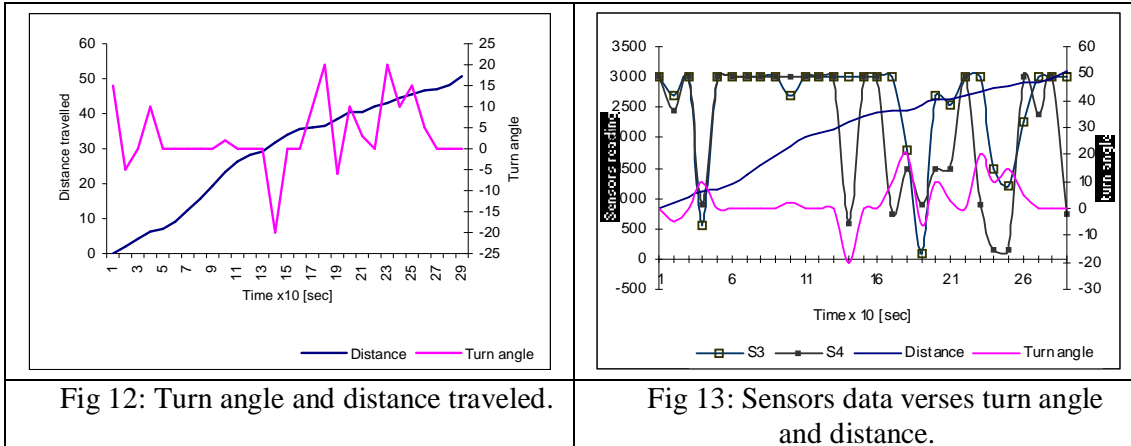 60
50
40
30
20
10
0
Distance travelled
25
20
15
10
5
0
-5
-10
-15
-20
-25
Turn angle
1 3 5 7 9 11 13 15 17 19 21 23 25 27 29
Time x10 [sec]
Distance Turn angle
Fig 12: Turn angle and distance traveled.
3500
3000
2500
2000
1500
1000
500
0
-500
Sensors reading
60
50
40
30
20
10
0
-10
-20
-30
turn angle
1 6 11 16 21 26
Time x 10 [sec]
S3 S4 Distance Turn angle
Fig 13: Sensors data verses turn angle
and distance.